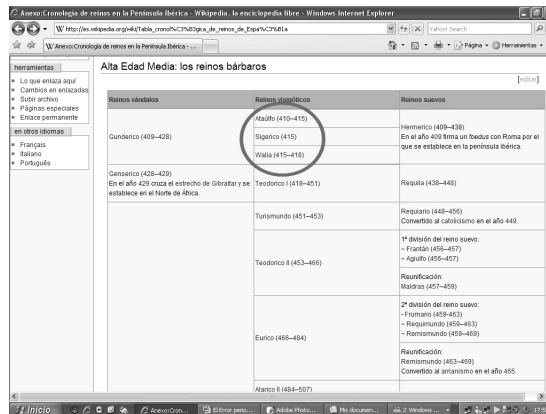 Anexo:Cronología de reinos en la Península Ibérica - Wikipedia, la enciclopedia libre - Windows Internet Explorer
Yahoo! Search
W Anexo:Cronología de reinos en la Península Ibérica - ...
Página
Herramientas
herramientas
Lo que enlaza aquí
Cambios en enlazadas
Subir archivo
Páginas especiales
Enlace permanente
en otros idiomas
Français
Italiano
Português
Alta Edad Media: los reinos bárbaros
[editar]
Reinos vándalos
Reinos visigóticos
Reinos suevos
Gunderico (409–428)
Ataúlfo (410–415)
Sigerico (415)
Walia (415–418)
Hermerico (409–438)
En el año 409 firma un foedus con Roma por el
que se establece en la península ibérica.
Genserico (428–429)
En el año 429 cruza el estrecho de Gibraltar y se
establece en el Norte de África.
Teodorico I (418–451)
Requila (438–448)
Turismundo (451–453)
Requiario (448–456)
Convertido al catolicismo en el año 449.
Teodorico II (453–466)
1ª división del reino suevo:
~ Frantán (456–457)
~ Agiulfo (456–457)
Reunificación:
Maldras (457–459)
Eurico (466–484)
2ª división del reino suevo:
- Frumario (459-463)
~ Requimundo (459–463)
~ Remismundo (459–469)
Reunificación:
Remismundo (463–469)
Convertido al arrianismo en el año 465.
Alarico II (484–507)
Inicio
Anexo:Cron...
El Error perio...
Adobe Photo...
Mis documen...
2 Windows ...